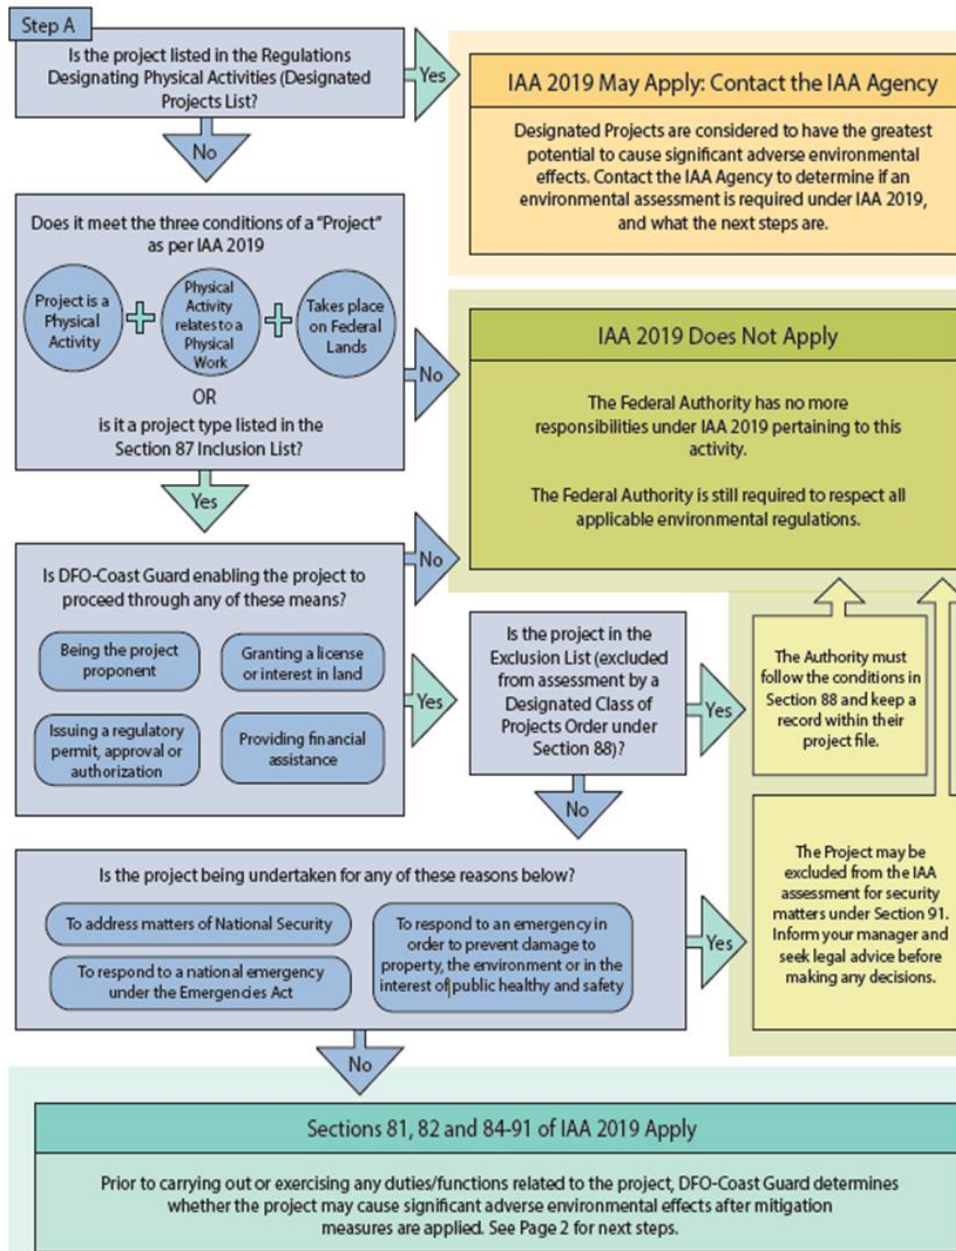 Step A
Is the project listed in the Regulations
Designating Physical Activities (Designated
Projects List?
Yes
No
IAA 2019 May Apply: Contact the IAA Agency
Designated Projects are considered to have the greatest
potential to cause significant adverse environmental
effects. Contact the IAA Agency to determine if an
environmental assessment is required under IAA 2019,
and what the next steps are.
Does it meet the three conditions of a “Project”
as per IAA 2019
Project is a
Physical
Activity
Physical
Activity
relates to a
Physical
Work
Takes place
on Federal
Lands
OR
is it a project type listed in the
Section 87 Inclusion List?
No
Yes
IAA 2019 Does Not Apply
The Federal Authority has no more
responsibilities under IAA 2019 pertaining to this
activity.
The Federal Authority is still required to respect all
applicable environmental regulations.
Is DFO-Coast Guard enabling the project to
proceed through any of these means?
Being the project
proponent
Granting a license
or interest in land
Issuing a regulatory
permit, approval or
authorization
Providing financial
assistance
No
Yes
Is the project in the
Exclusion List (excluded
from assessment by a
Designated Class of
Projects Order under
Section 88)?
Yes
No
The Authority must
follow the conditions in
Section 88 and keep a
record within their
project file.
Is the project being undertaken for any of these reasons below?
To address matters of National Security
To respond to a national emergency
under the Emergencies Act
To respond to an emergency in
order to prevent damage to
property, the environment or in the
interest of public healthy and safety
Yes
No
The Project may be
excluded from the IAA
assessment for security
matters under Section 91.
Inform your manager and
seek legal advice before
making any decisions.
Sections 81, 82 and 84-91 of IAA 2019 Apply
Prior to carrying out or exercising any duties/functions related to the project, DFO-Coast Guard determines
whether the project may cause significant adverse environmental effects after mitigation
measures are applied. See Page 2 for next steps.